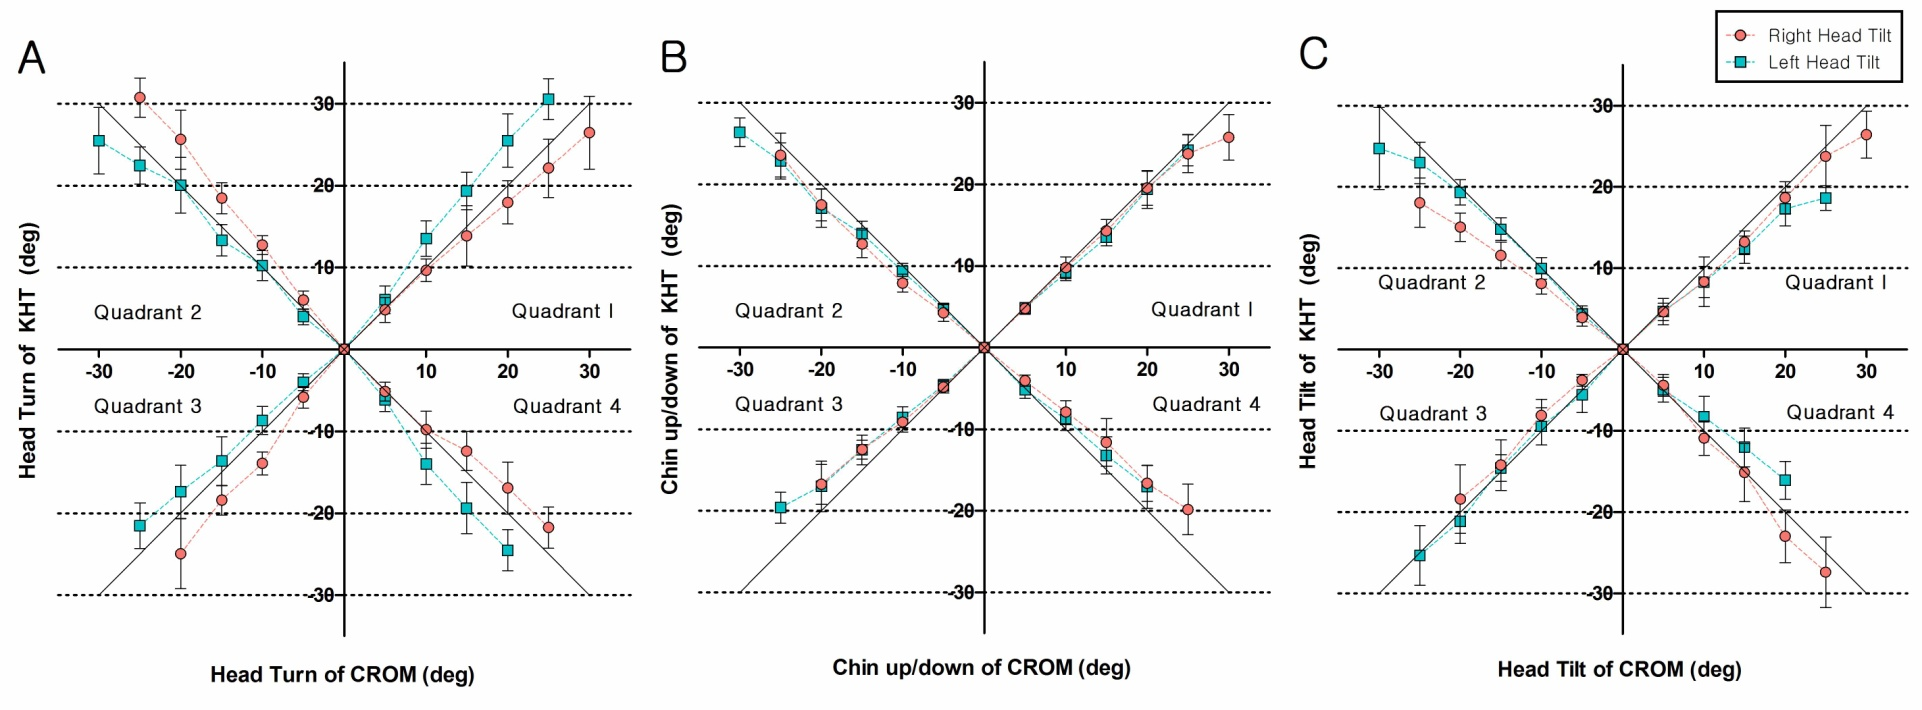 A
B
C
Right Head Tilt
Left Head Tilt
Head Turn of KHT (deg)
30
20
10
Quadrant 2
Quadrant I
-30
-20
-10
10
20
30
Quadrant 3
Quadrant 4
-10
-20
-30
Head Turn of CROM (deg)
Chin up/down of KHT (deg)
30
20
10
Quadrant 2
Quadrant I
-30
-20
-10
10
20
30
Quadrant 3
Quadrant 4
-10
-20
-30
Chin up/down of CROM (deg)
Head Tilt of KHT (deg)
30
20
10
Quadrant 2
Quadrant I
-30
-20
-10
10
20
30
Quadrant 3
Quadrant 4
-10
-20
-30
Head Tilt of CROM (deg)